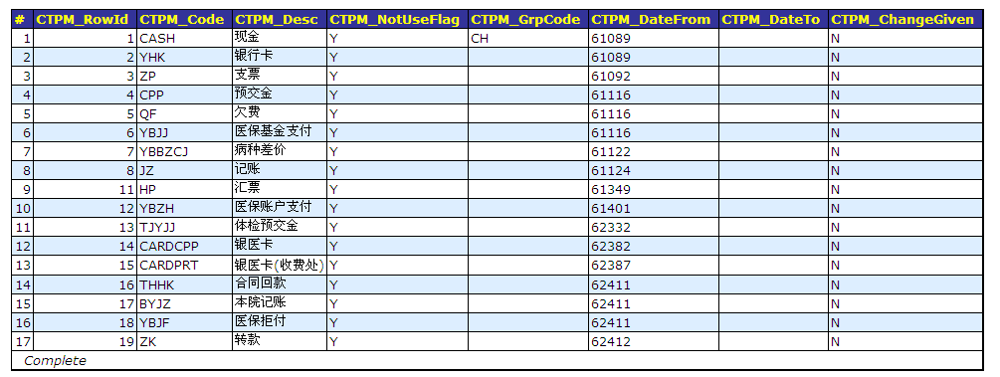 # CTPM_RowId CTPM_Code CTPM_Desc CTPM_NotUseFlag CTPM_GrpCode CTPM_DateFrom CTPM_DateTo CTPM_ChangeGiven
1 1 CASH 现金 Y CH 61089 N
2 2 YHK 银行卡 Y 61089 N
3 3 ZP 支票 Y 61092 N
4 4 CPP 预交金 Y 61116 N
5 5 QF 欠费 Y 61116 N
6 6 YBJJ 医保基金支付 Y 61116 N
7 7 YBBZCJ 病种差价 Y 61122 N
8 8 JZ 记账 Y 61124 N
9 11 HP 汇票 Y 61349 N
10 12 YBZH 医保账户支付 Y 61401 N
11 13 TJYJJ 体检预交金 Y 62332 N
12 14 CARDCPP 银医卡 Y 62382 N
13 15 CARDPRT 银医卡(收费处) Y 62387 N
14 16 THHK 合同回款 Y 62411 N
15 17 BYJZ 本院记账 Y 62411 N
16 18 YBJF 医保拒付 Y 62411 N
17 19 ZK 转款 Y 62412 N
Complete